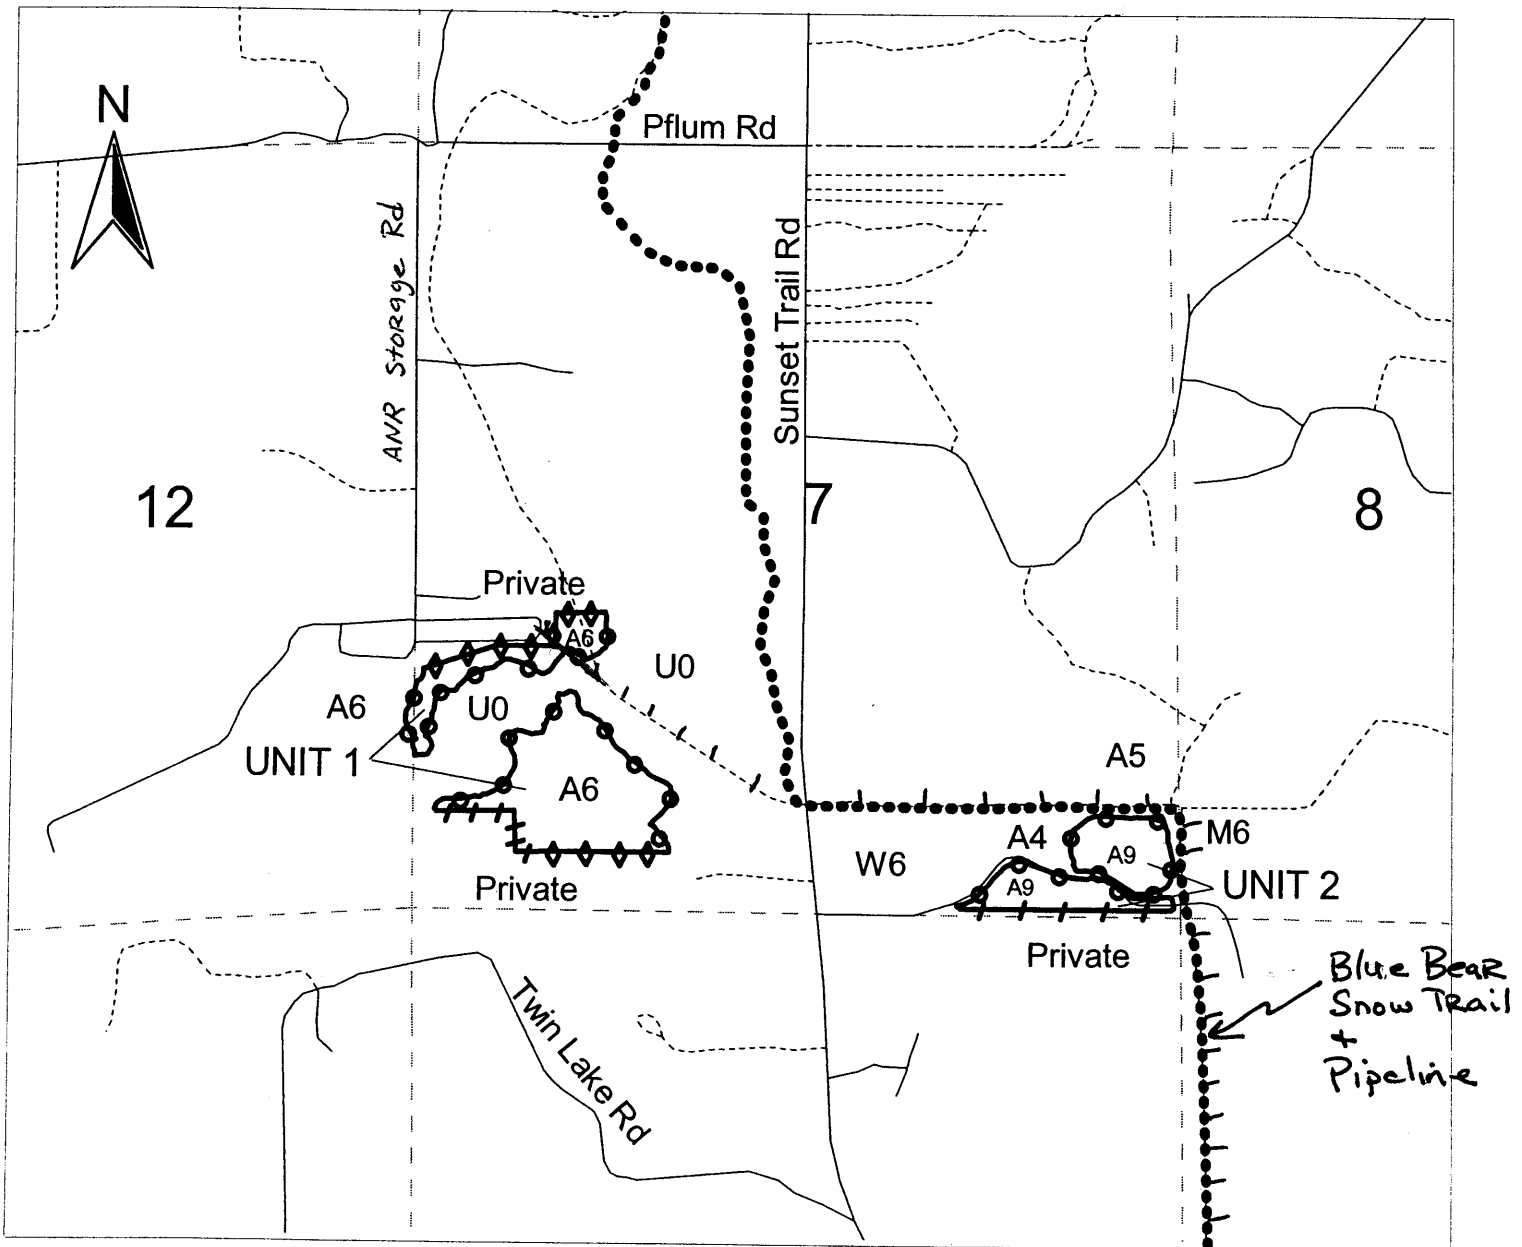 N
Pflum Rd
ANR Storage Rd
Sunset Trail Rd
12
7
8
Private
A6
U0
A6
U0
UNIT 1
A6
A5
A4
M6
W6
A9
A9
UNIT 2
Private
Private
Twin Lake Rd
Blue Bear
Snow Trail
+
Pipeline